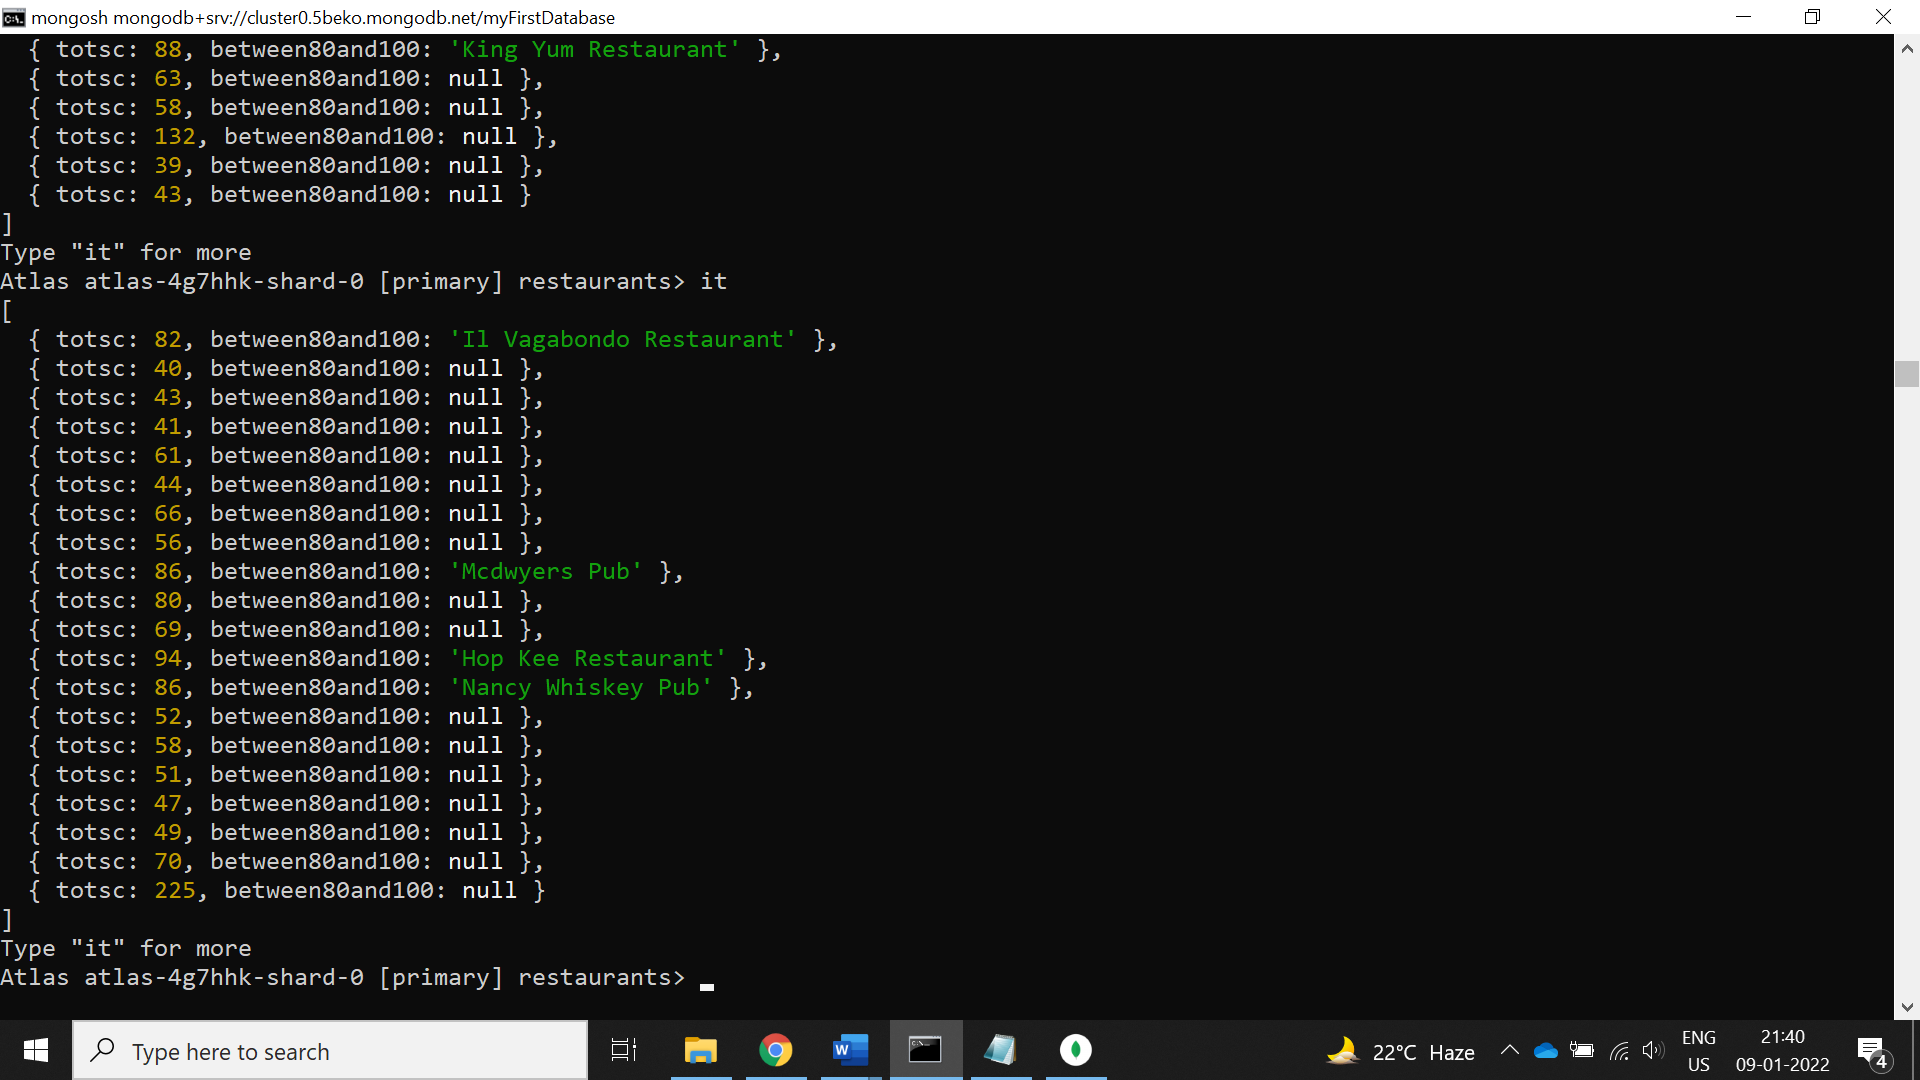 mongosh mongodb+srv://cluster0.5beko.mongodb.net/myFirstDatabase
{ totsc: 88, between80and100: 'King Yum Restaurant' },
{ totsc: 63, between80and100: null },
{ totsc: 58, between80and100: null },
{ totsc: 132, between80and100: null },
{ totsc: 39, between80and100: null },
{ totsc: 43, between80and100: null }
]
Type "it" for more
Atlas atlas-4g7hhk-shard-0 [primary] restaurants> it
[
{ totsc: 82, between80and100: 'Il Vagabondo Restaurant' },
{ totsc: 40, between80and100: null },
{ totsc: 43, between80and100: null },
{ totsc: 41, between80and100: null },
{ totsc: 61, between80and100: null },
{ totsc: 44, between80and100: null },
{ totsc: 66, between80and100: null },
{ totsc: 56, between80and100: null },
{ totsc: 86, between80and100: 'Mcdwyers Pub' },
{ totsc: 80, between80and100: null },
{ totsc: 69, between80and100: null },
{ totsc: 94, between80and100: 'Hop Kee Restaurant' },
{ totsc: 86, between80and100: 'Nancy Whiskey Pub' },
{ totsc: 52, between80and100: null },
{ totsc: 58, between80and100: null },
{ totsc: 51, between80and100: null },
{ totsc: 47, between80and100: null },
{ totsc: 49, between80and100: null },
{ totsc: 70, between80and100: null },
{ totsc: 225, between80and100: null }
]
Type "it" for more
Atlas atlas-4g7hhk-shard-0 [primary] restaurants>
Type here to search
22°C Haze
ENG
US
21:40
09-01-2022
4